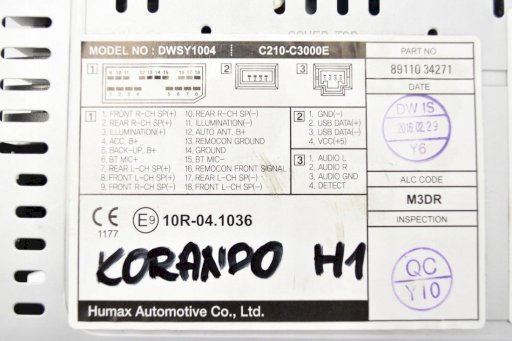 MODEL NO : DWSY1004 C210-C3000E
PART NO
89110 34271
DATE
DW IS
2016.02.29
Y6
ALC CODE
M3DR
INSPECTION
QC
Y10
1
2
3
1
1. FRONT R-CH SP(+)
2. REAR R-CH SP(+)
3. ILLUMINATION(+)
4. ACC, B+
5. BACK-UP, B+
6. BT MIC+
7. REAR L-CH SP(+)
8. FRONT L-CH SP(+)
9. FRONT R-CH SP(-)
10. REAR R-CH SP(-)
11. ILLUMINATION(-)
12. AUTO ANT, B+
13. REMOCON GROUND
14. GROUND
15. BT MIC-
16. REMOCON FRONT SIGNAL
17. REAR L-CH SP(-)
18. FRONT L-CH SP(-)
2
1. GND(-)
2. USB DATA(-)
3. USB DATA(+)
4. VCC(+5)
3
1. AUDIO L
2. AUDIO R
3. AUDIO GND
4. DETECT
CE
1177
E9 10R-04.1036
KORANDO H1
Humax Automotive Co., Ltd.